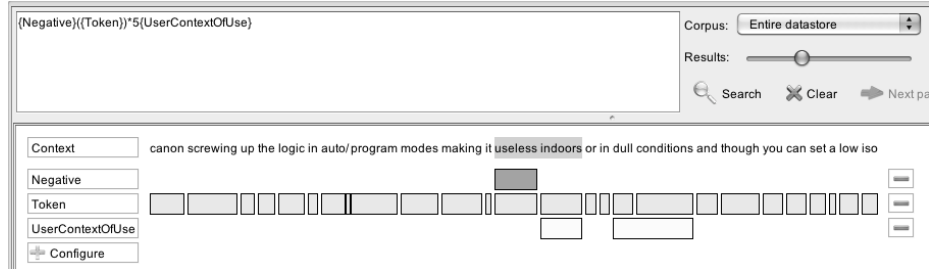 {Negative}({Token})*5{UserContextOfUse}
Corpus: Entire datastore
Results:
Search Clear Next pa
Context canon screwing up the logic in auto/program modes making it useless indoors or in dull conditions and though you can set a low iso
Negative
Token
UserContextOfUse
Configure